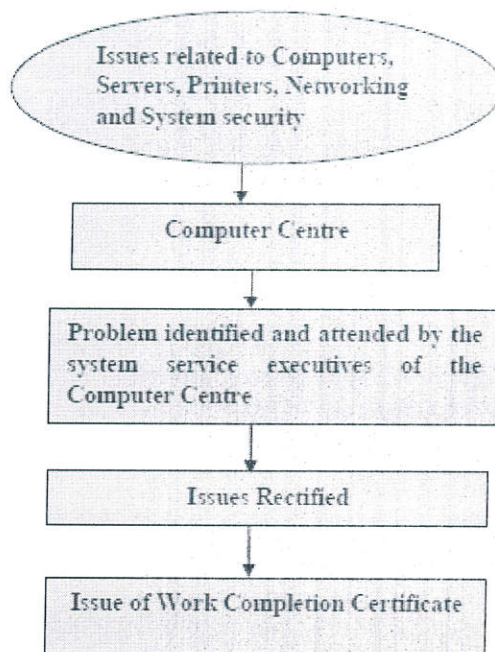 Issues related to Computers,
Servers, Printers, Networking
and System security
Computer Centre
Problem identified and attended by the
system service executives of the
Computer Centre
Issues Rectified
Issue of Work Completion Certificate